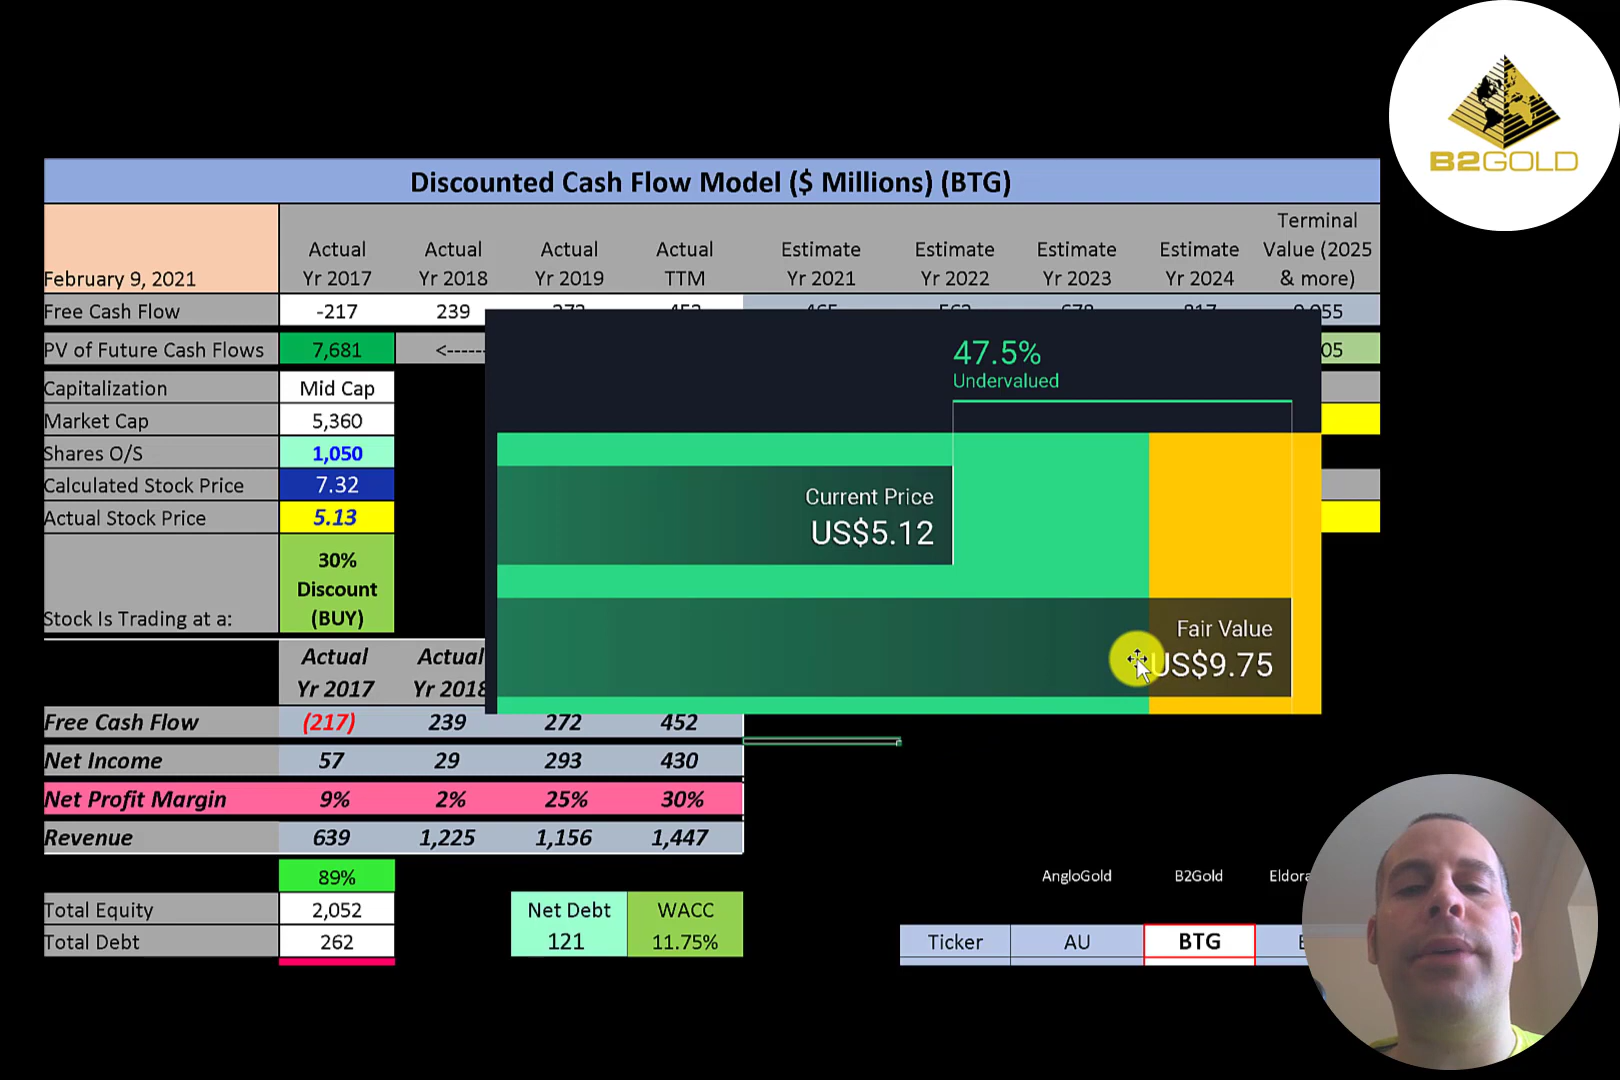 B2GOLD
Discounted Cash Flow Model ($ Millions) (BTG)
February 9, 2021
Actual Yr 2017
Actual Yr 2018
Actual Yr 2019
Actual TTM
Estimate Yr 2021
Estimate Yr 2022
Estimate Yr 2023
Estimate Yr 2024
Terminal Value (2025 & more)
Free Cash Flow -217 239
PV of Future Cash Flows 7,681 <------ 05
Capitalization Mid Cap
Market Cap 5,360
Shares O/S 1,050
Calculated Stock Price 7.32
Actual Stock Price 5.13
Stock Is Trading at a: 30% Discount (BUY)
47.5%
Undervalued
Current Price
US$5.12
Fair Value
US$9.75
Actual Yr 2017
Actual Yr 2018
Free Cash Flow (217) 239 272 452
Net Income 57 29 293 430
Net Profit Margin 9% 2% 25% 30%
Revenue 639 1,225 1,156 1,447
89%
Total Equity 2,052
Total Debt 262
Net Debt WACC
121 11.75%
AngloGold B2Gold
Ticker AU BTG